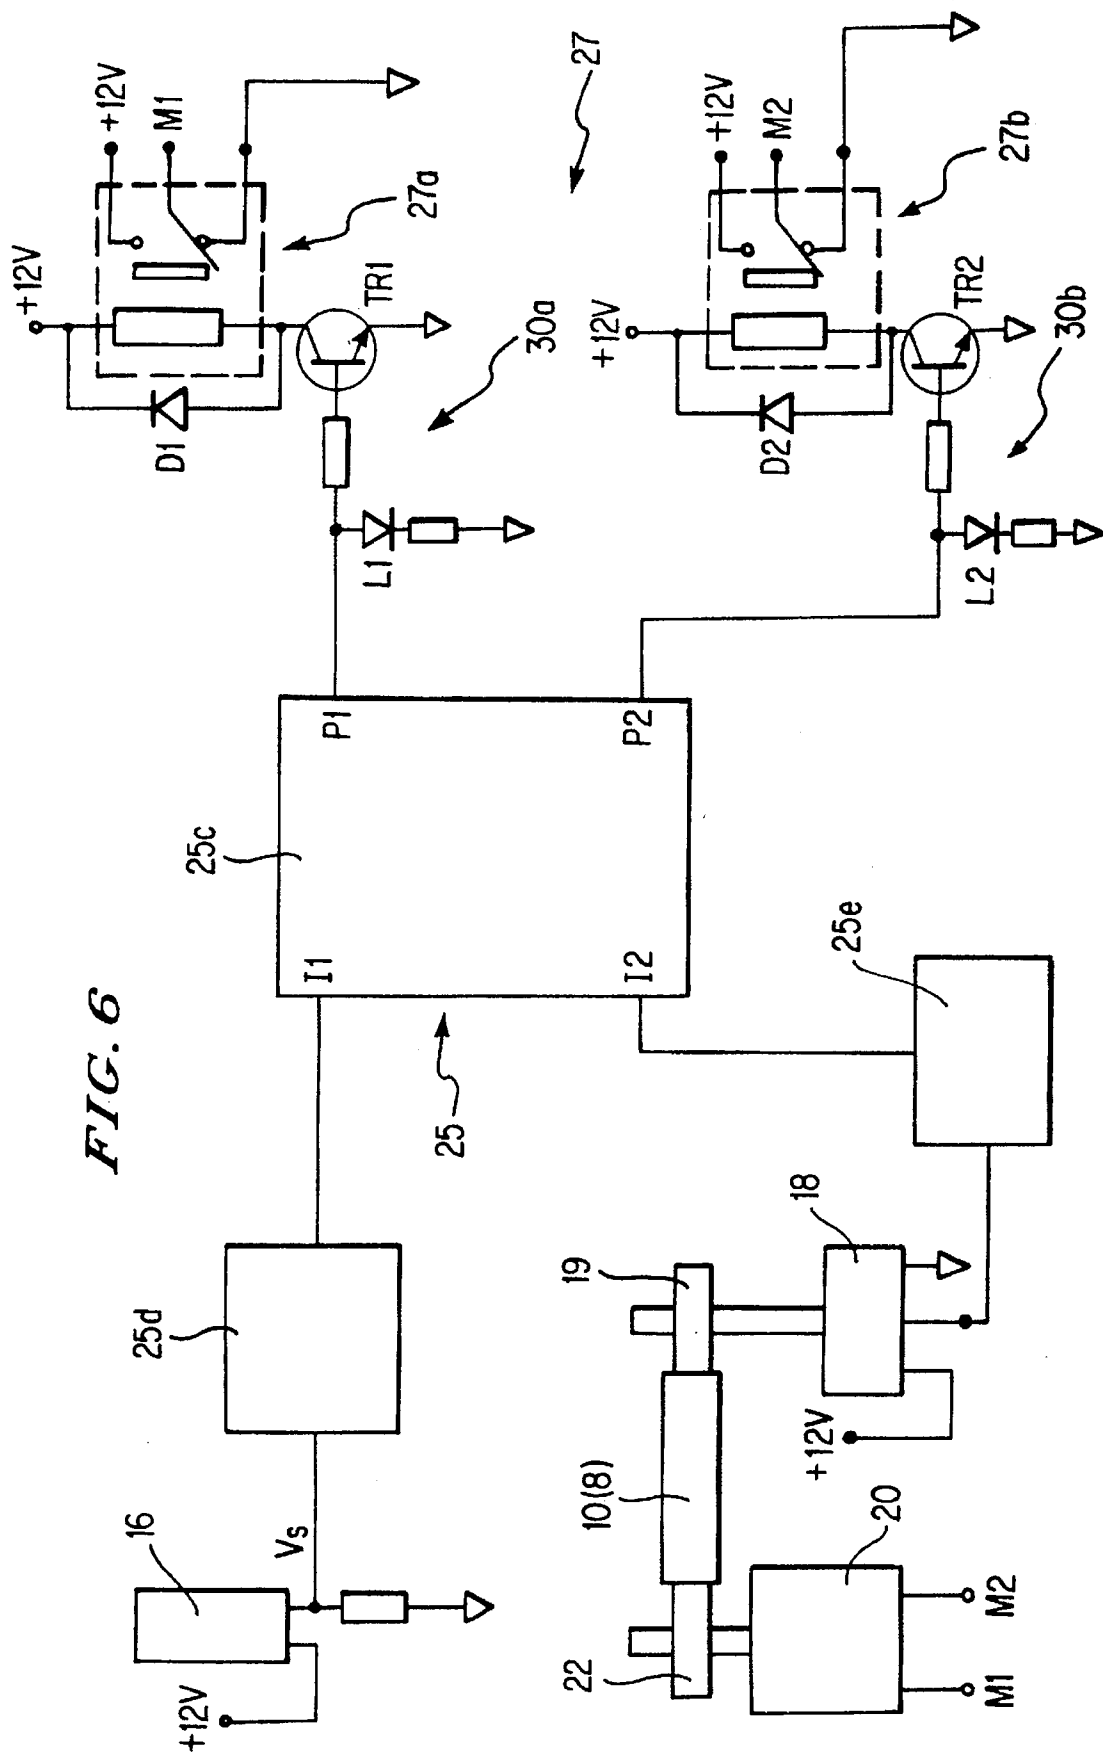 FIG. 6
+12V
16
Vs
25d
25
I1
I2
25c
P1
P2
L1
D1
+12V
+12V
M1
27a
TR1
30a
27
L2
D2
+12V
+12V
M2
27b
TR2
30b
22
10(8)
19
+12V
18
20
M1
M2
25e